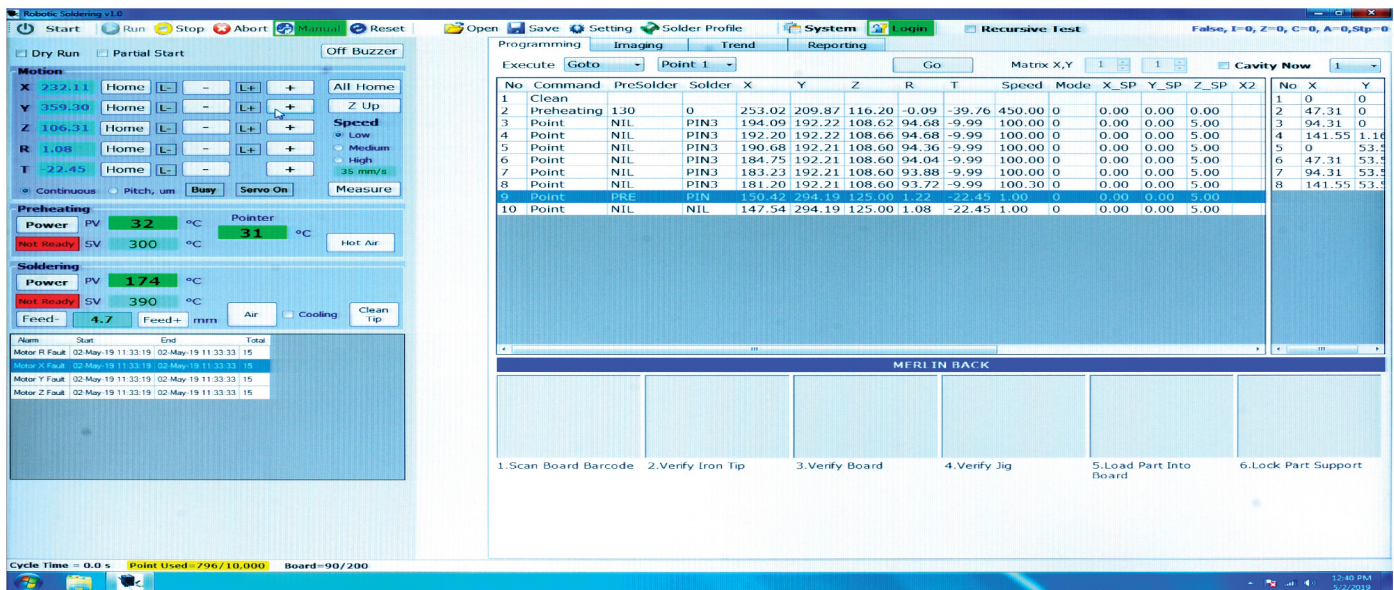 Robotic Soldering v1.0
Start Run Stop Abort Manual Reset Open Save Setting Solder Profile System Login Recursive Test False, I=0, Z=0, C=0, A=0,Stp=0
Dry Run Partial Start Off Buzzer
Programming Imaging Trend Reporting
Execute Goto Point 1 Go Matrix X,Y 1 1 Cavity Now 1
Motion
X 232.11 Home L- - L+ + All Home
Y 359.30 Home L- - L+ + Z Up
Z 106.31 Home L- - L+ + Speed
Low
R 1.08 Home L- - L+ + Medium
High
T -22.45 Home L- - + 35 mm/s
Continuous Pitch, um Busy Servo On Measure
Preheating
Power PV 32 °C Pointer
31 °C
Not Ready SV 300 °C Hot Air
Soldering
Power PV 174 °C
Not Ready SV 390 °C
Feed- 4.7 Feed+ mm Air Cooling Clean Tip
Alarm Start End Total
Motor R Fault 02-May-19 11:33:19 02-May-19 11:33:33 15
Motor X Fault 02-May-19 11:33:19 02-May-19 11:33:33 15
Motor Y Fault 02-May-19 11:33:19 02-May-19 11:33:33 15
Motor Z Fault 02-May-19 11:33:19 02-May-19 11:33:33 15
No Command PreSolder Solder X Y Z R T Speed Mode X_SP Y_SP Z_SP X2
1 Clean
2 Preheating 130 0 253.02 209.87 116.20 -0.09 -39.76 450.00 0 0.00 0.00 0.00
3 Point NIL PIN3 194.09 192.22 108.62 94.68 -9.99 100.00 0 0.00 0.00 5.00
4 Point NIL PIN3 192.20 192.22 108.66 94.68 -9.99 100.00 0 0.00 0.00 5.00
5 Point NIL PIN3 190.68 192.21 108.60 94.36 -9.99 100.00 0 0.00 0.00 5.00
6 Point NIL PIN3 184.75 192.21 108.60 94.04 -9.99 100.00 0 0.00 0.00 5.00
7 Point NIL PIN3 183.23 192.21 108.60 93.88 -9.99 100.00 0 0.00 0.00 5.00
8 Point NIL PIN3 181.20 192.21 108.60 93.72 -9.99 100.30 0 0.00 0.00 5.00
9 Point PRE PIN 150.42 294.19 125.00 1.22 -22.45 1.00 0 0.00 0.00 5.00
10 Point NIL NIL 147.54 294.19 125.00 1.08 -22.45 1.00 0 0.00 0.00 5.00
No X Y
1 0 0
2 47.31 0
3 94.31 0
4 141.55 1.16
5 0 53.5
6 47.31 53.5
7 94.31 53.5
8 141.55 53.5
MERLIN BACK
1.Scan Board Barcode 2.Verify Iron Tip 3.Verify Board 4.Verify Jig 5.Load Part Into Board 6.Lock Part Support
Cycle Time = 0.0 s Point Used=796/10,000 Board=90/200
12:40 PM
5/2/2019